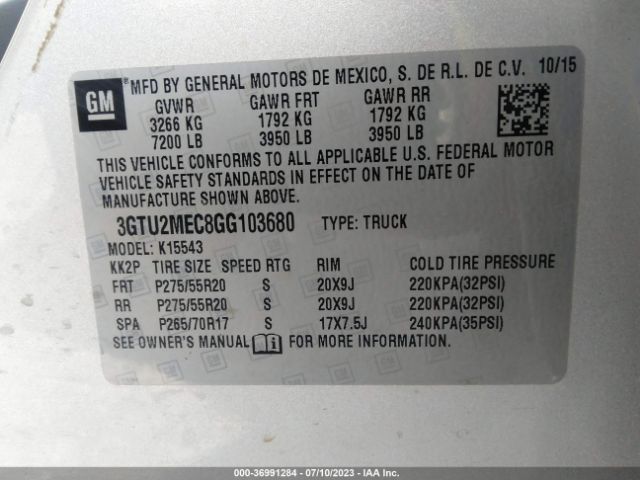 GM
®MFD BY GENERAL MOTORS DE MEXICO, S. DE R.L. DE C.V. 10/15
GVWR GAWR FRT GAWR RR
3266 KG 1792 KG 1792 KG
7200 LB 3950 LB 3950 LB
THIS VEHICLE CONFORMS TO ALL APPLICABLE U.S. FEDERAL MOTOR
VEHICLE SAFETY STANDARDS IN EFFECT ON THE DATE OF
MANUFACTURE SHOWN ABOVE.
3GTU2MEC8GG103680 TYPE: TRUCK
MODEL: K15543
KK2P TIRE SIZE SPEED RTG RIM COLD TIRE PRESSURE
FRT P275/55R20 S 20X9J 220KPA(32PSI)
RR P275/55R20 S 20X9J 220KPA(32PSI)
SPA P265/70R17 S 17X7.5J 240KPA(35PSI)
SEE OWNER'S MANUAL FOR MORE INFORMATION.
000-36991284 - 07/10/2023 - IAA Inc.